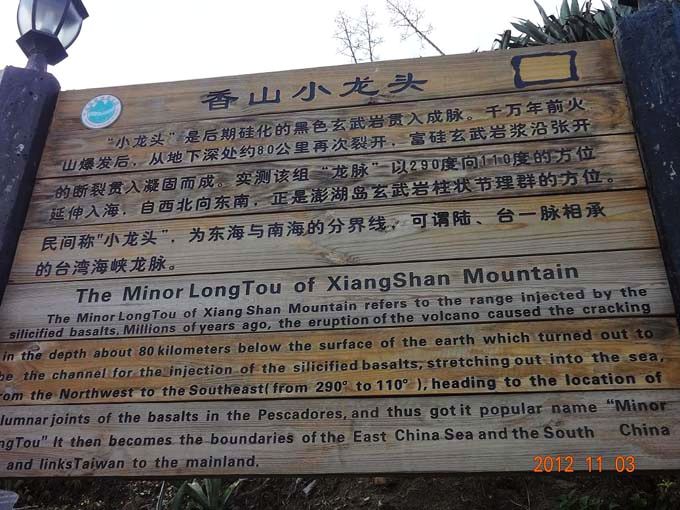 香山小龙头
“小龙头”是后期硅化的黑色玄武岩贯入成脉。千万年前火
山爆发后，从地下深处约80公里再次裂开，富硅玄武岩浆沿张开
的断裂贯入凝固而成。实测该组“龙脉”以290度向110度的方位
延伸入海，自西北向东南，正是澎湖岛玄武岩柱状节理群的方位。
民间称"小龙头"，为东海与南海的分界线，可谓陆、台一脉相承
的台湾海峡龙脉。
The Minor LongTou of XiangShan Mountain
The Minor LongTou of Xiang Shan Mountain refers to the range injected by the
silicified basalts. Millions of years ago, the eruption of the volcano caused the cracking
in the depth about 80 kilometers below the surface of the earth which turned out to
be the channel for the injection of the silicified basalts, stretching out into the sea,
from the Northwest to the Southeast( from 290° to 110° ), heading to the location of
lumnar joints of the basalts in the Pescadores, and thus got it popular name “Minor
ngTou” It then becomes the boundaries of the East China Sea and the South China
and linksTaiwan to the mainland.
2012 11 03